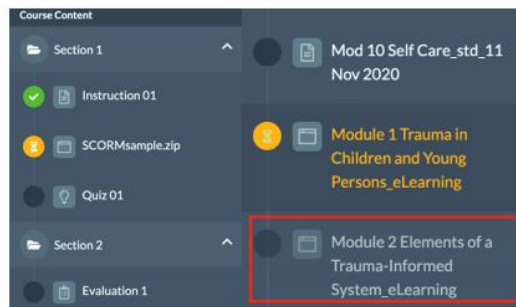 Course Content
Section 1
Instruction 01
SCORMsample.zip
Quiz 01
Section 2
Evaluation 1
Mod 10 Self Care_std_11
Nov 2020
Module 1 Trauma in
Children and Young
Persons_eLearning
Module 2 Elements of a
Trauma-Informed
System_eLearning